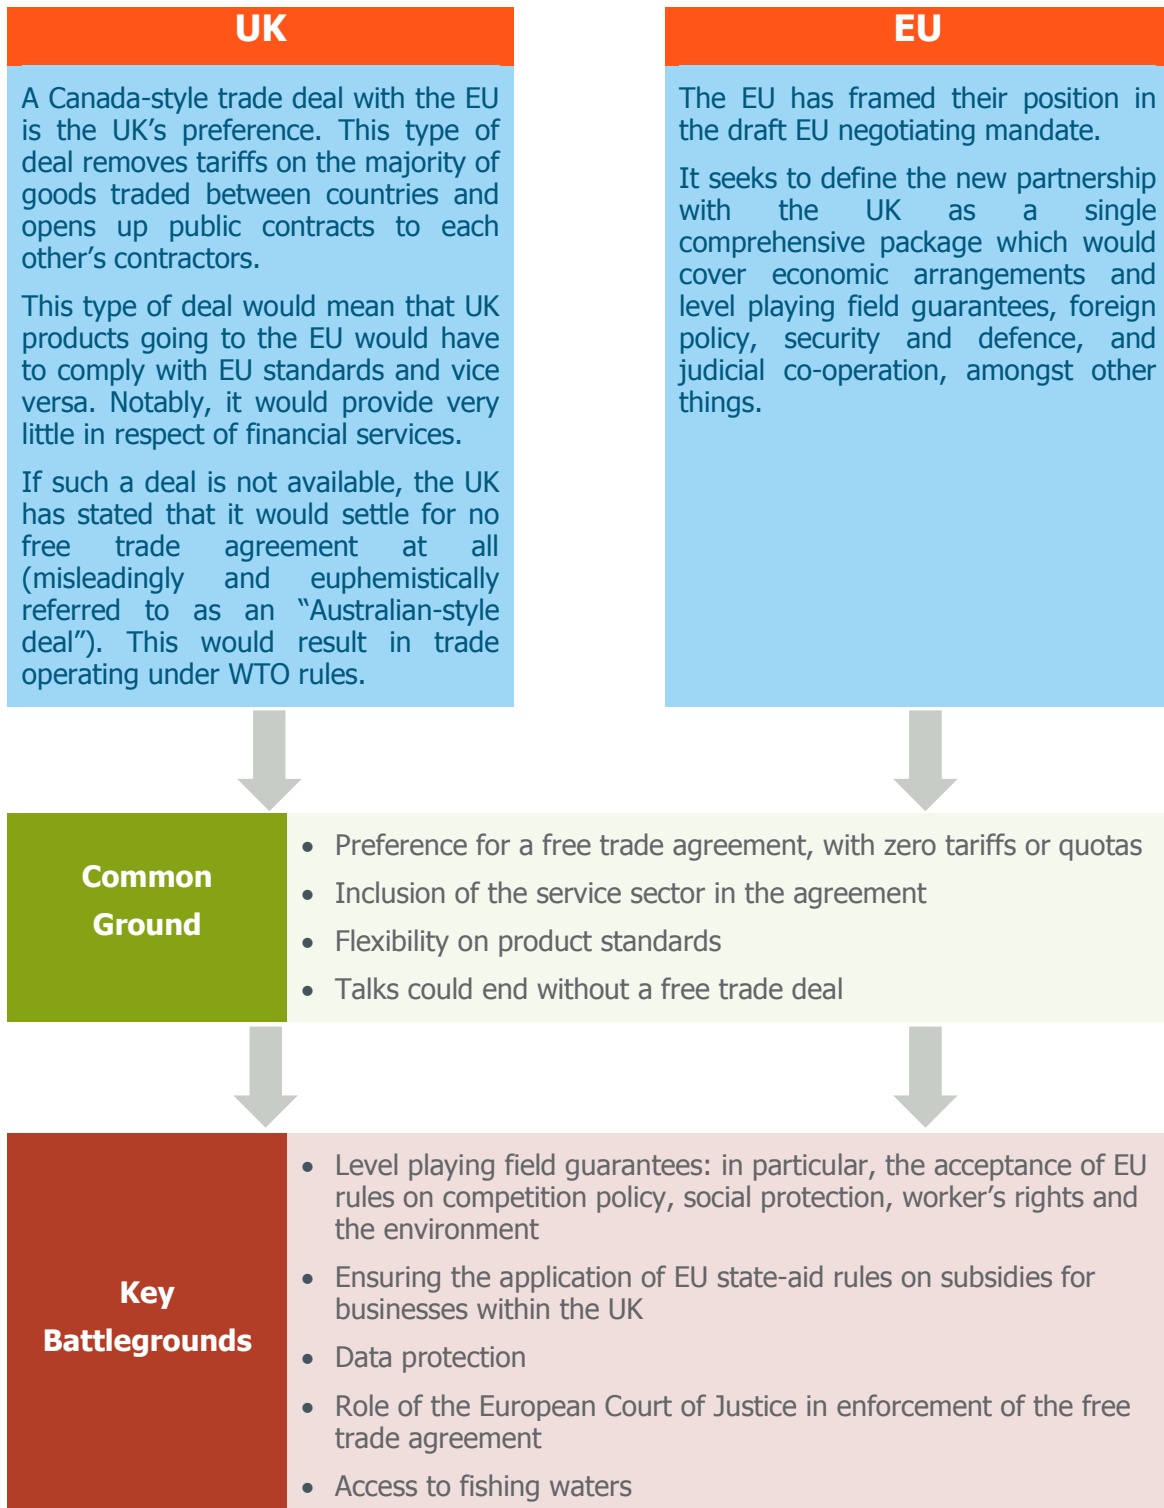 UK
A Canada-style trade deal with the EU
is the UK’s preference. This type of
deal removes tariffs on the majority of
goods traded between countries and
opens up public contracts to each
other’s contractors.
This type of deal would mean that UK
products going to the EU would have
to comply with EU standards and vice
versa. Notably, it would provide very
little in respect of financial services.
If such a deal is not available, the UK
has stated that it would settle for no
free trade agreement at all
(misleadingly and euphemistically
referred to as an “Australian-style
deal”). This would result in trade
operating under WTO rules.
EU
The EU has framed their position in
the draft EU negotiating mandate.
It seeks to define the new partnership
with the UK as a single
comprehensive package which would
cover economic arrangements and
level playing field guarantees, foreign
policy, security and defence, and
judicial co-operation, amongst other
things.
Common
Ground
• Preference for a free trade agreement, with zero tariffs or quotas
• Inclusion of the service sector in the agreement
• Flexibility on product standards
• Talks could end without a free trade deal
Key
Battlegrounds
• Level playing field guarantees: in particular, the acceptance of EU
rules on competition policy, social protection, worker’s rights and
the environment
• Ensuring the application of EU state-aid rules on subsidies for
businesses within the UK
• Data protection
• Role of the European Court of Justice in enforcement of the free
trade agreement
• Access to fishing waters